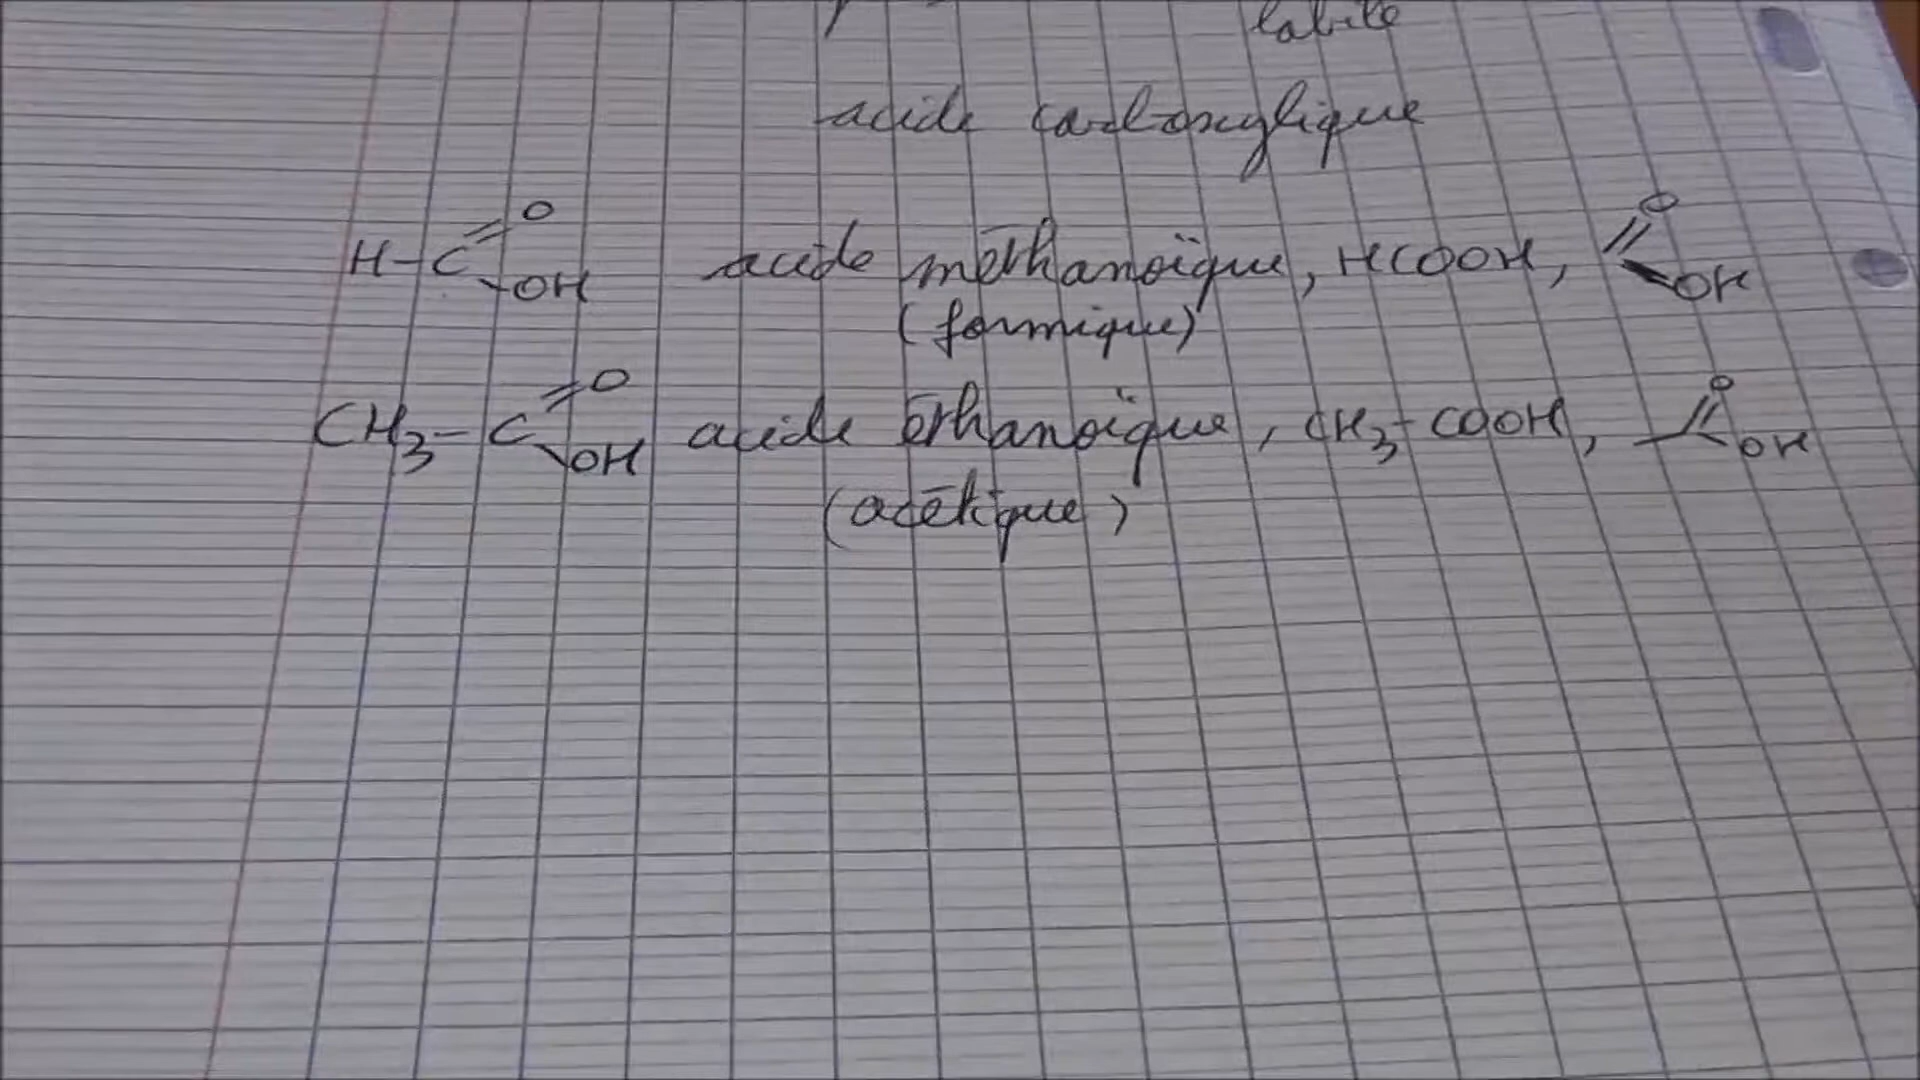 labile
acide carboxylique
H-C=O OH acide méthanoïque, HCOOH, =O OH
(formique)
CH3-C=O OH acide éthanoïque, CH3-COOH, =O OH
(acétique)